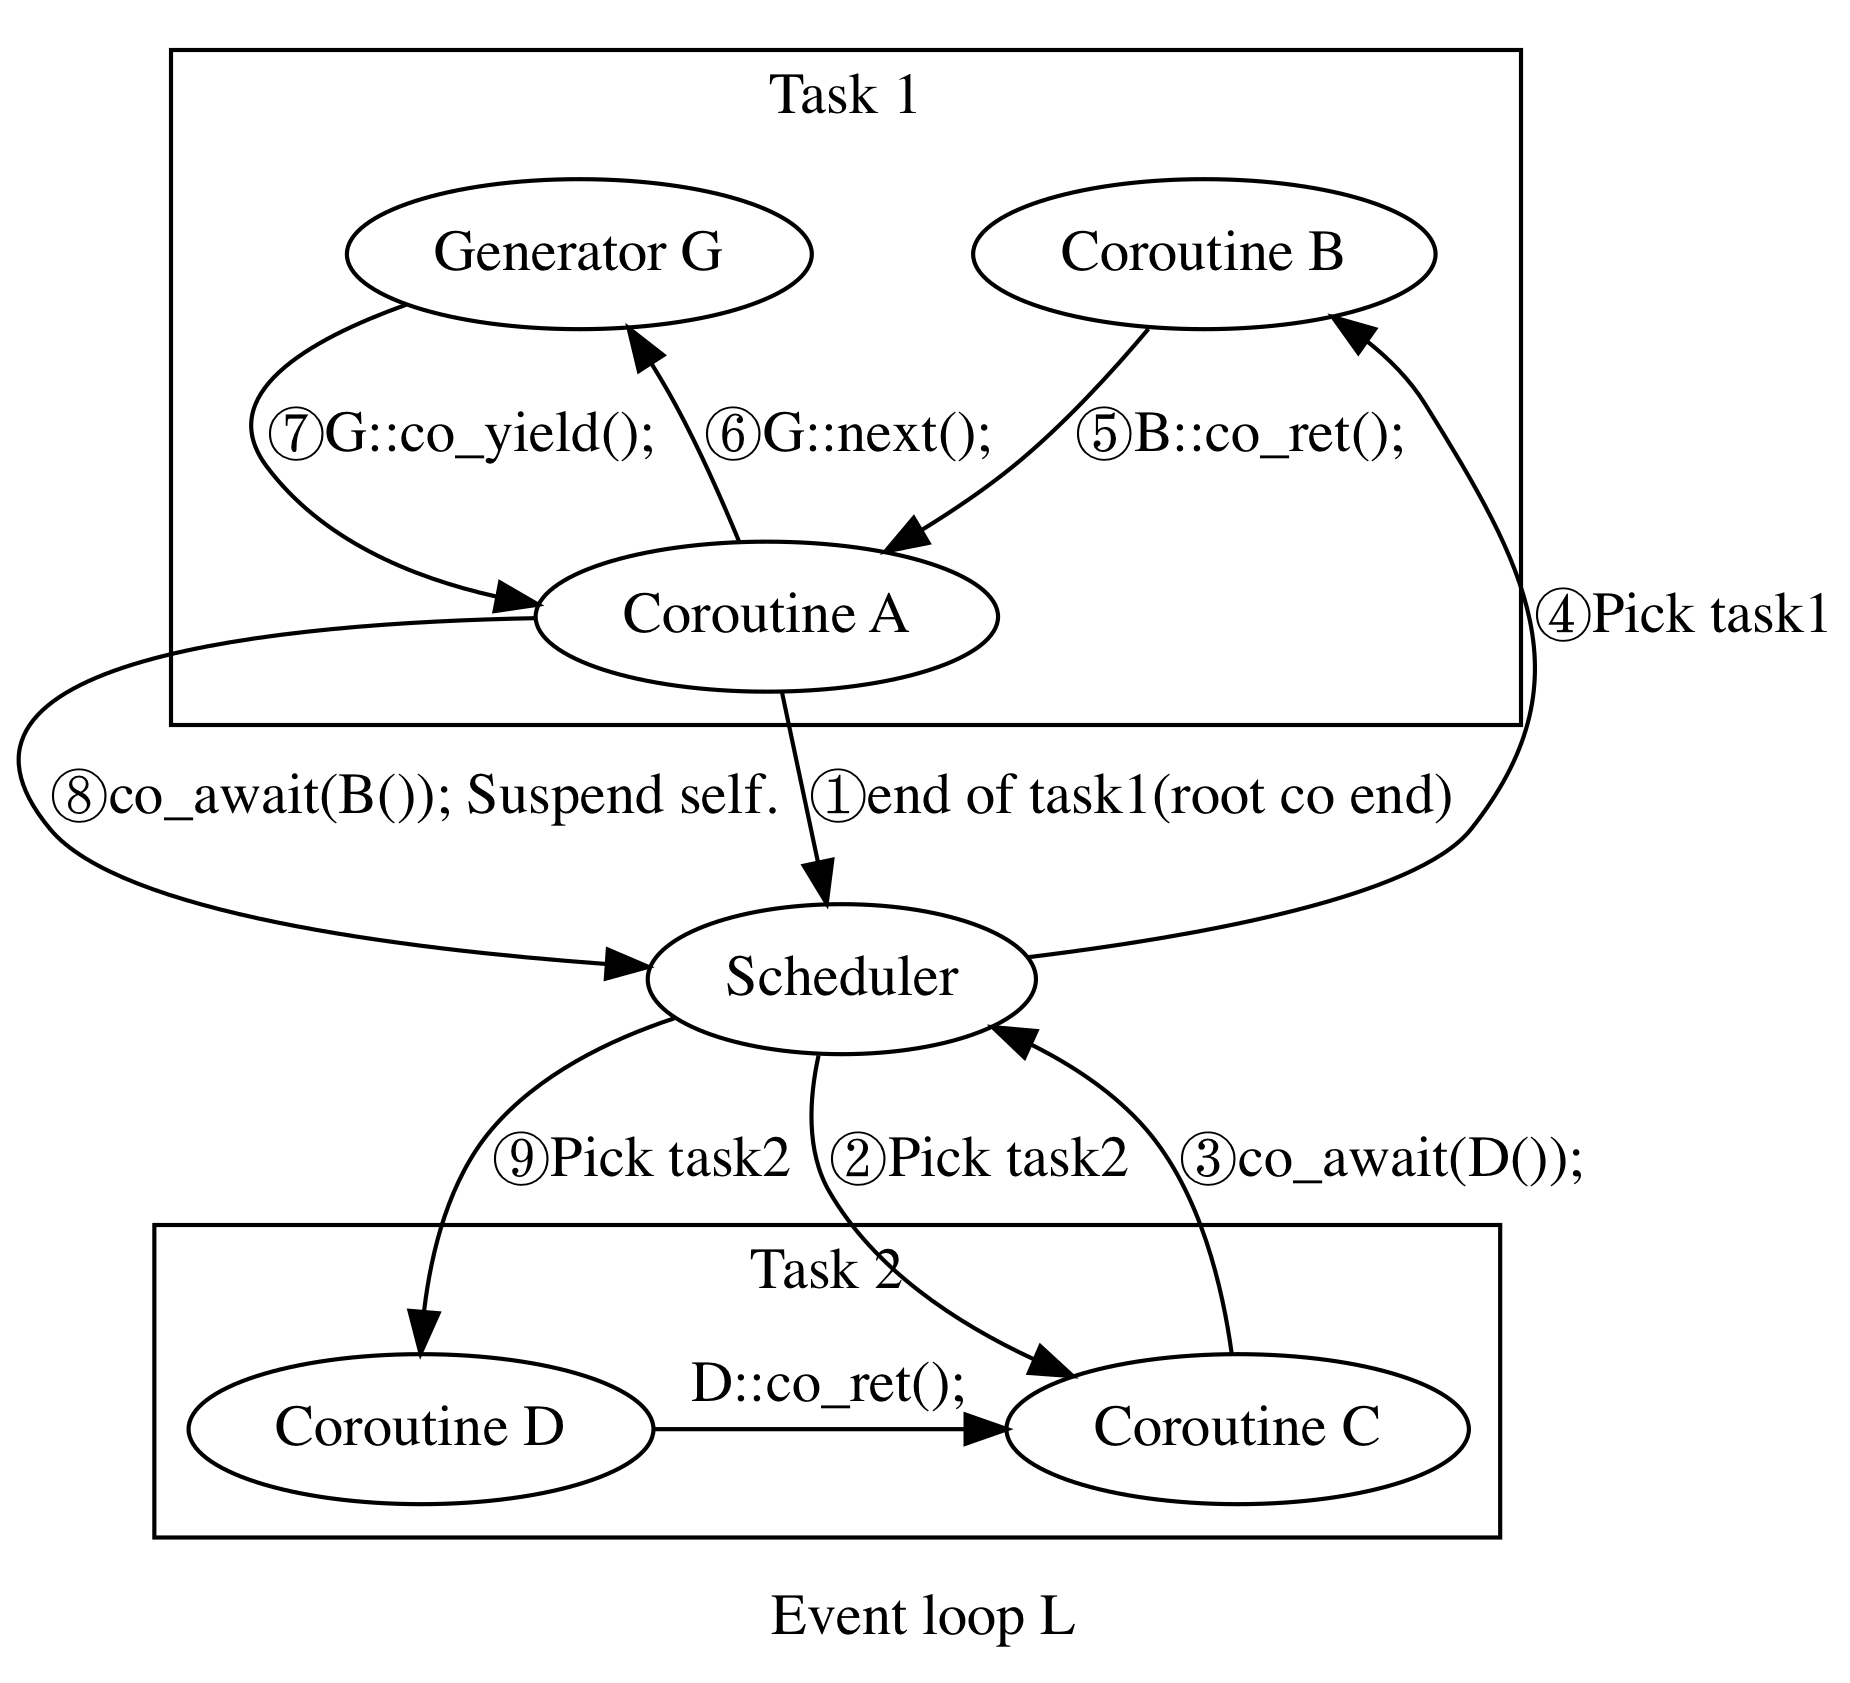 Task 1
Generator G
Coroutine B
⑦G::co_yield();
⑥G::next();
⑤B::co_ret();
Coroutine A
④Pick task1
⑧co_await(B()); Suspend self.
①end of task1(root co end)
Scheduler
⑨Pick task2
②Pick task2
③co_await(D());
Task 2
D::co_ret();
Coroutine D
Coroutine C
Event loop L